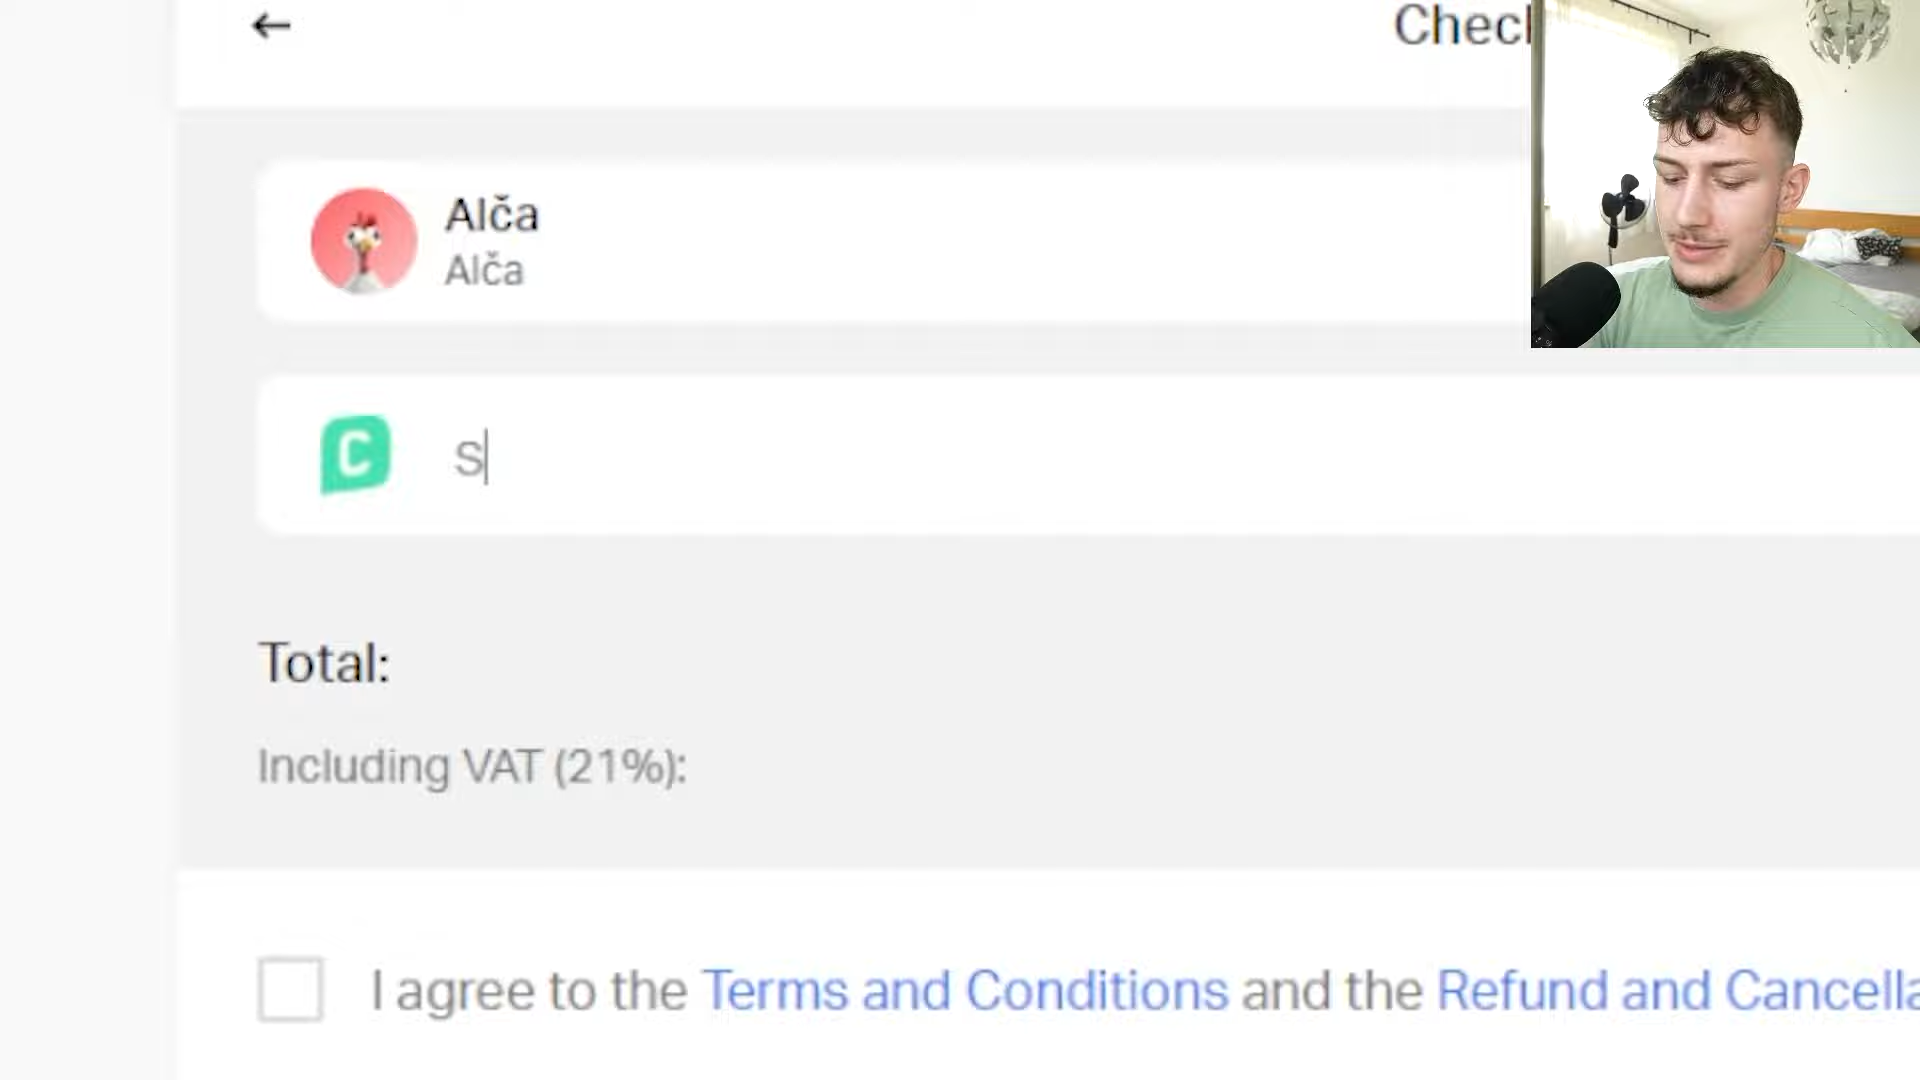 Chec
Alča
Alča
C
S
Total:
Including VAT (21%):
I agree to the Terms and Conditions and the Refund and Cancella